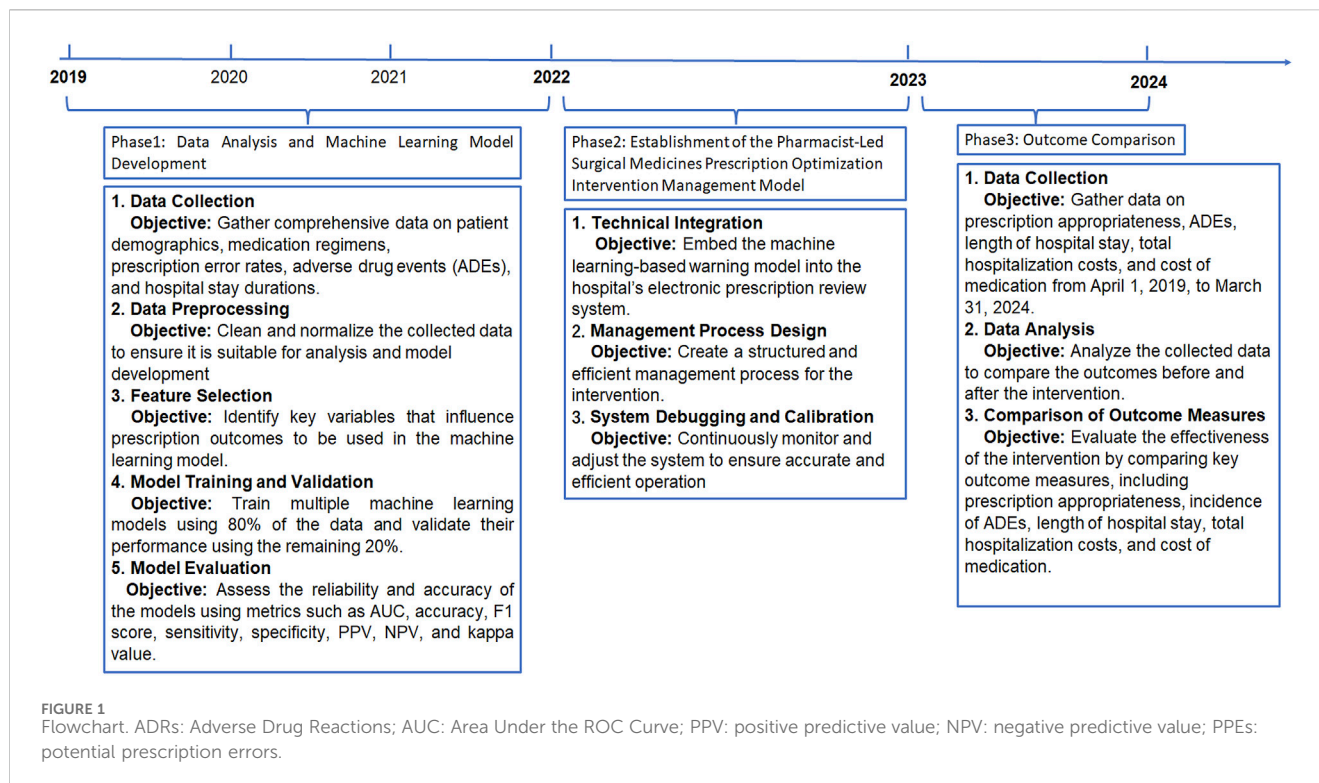 2019 2020 2021 2022 2023 2024
Phase1: Data Analysis and Machine Learning Model
Development
1. Data Collection
Objective: Gather comprehensive data on patient
demographics, medication regimens,
prescription error rates, adverse drug events (ADEs),
and hospital stay durations.
2. Data Preprocessing
Objective: Clean and normalize the collected data
to ensure it is suitable for analysis and model
development
3. Feature Selection
Objective: Identify key variables that influence
prescription outcomes to be used in the machine
learning model.
4. Model Training and Validation
Objective: Train multiple machine learning
models using 80% of the data and validate their
performance using the remaining 20%.
5. Model Evaluation
Objective: Assess the reliability and accuracy of
the models using metrics such as AUC, accuracy, F1
score, sensitivity, specificity, PPV, NPV, and kappa
value.
Phase2: Establishment of the Pharmacist-Led
Surgical Medicines Prescription Optimization
Intervention Management Model
1. Technical Integration
Objective: Embed the machine
learning-based warning model into the
hospital's electronic prescription review
system.
2. Management Process Design
Objective: Create a structured and
efficient management process for the
intervention.
3. System Debugging and Calibration
Objective: Continuously monitor and
adjust the system to ensure accurate and
efficient operation
Phase3: Outcome Comparison
1. Data Collection
Objective: Gather data on
prescription appropriateness, ADEs,
length of hospital stay, total
hospitalization costs, and cost of
medication from April 1, 2019, to March
31, 2024.
2. Data Analysis
Objective: Analyze the collected data
to compare the outcomes before and
after the intervention.
3. Comparison of Outcome Measures
Objective: Evaluate the effectiveness
of the intervention by comparing key
outcome measures, including
prescription appropriateness, incidence
of ADEs, length of hospital stay, total
hospitalization costs, and cost of
medication.
FIGURE 1
Flowchart. ADRs: Adverse Drug Reactions; AUC: Area Under the ROC Curve; PPV: positive predictive value; NPV: negative predictive value; PPEs:
potential prescription errors.